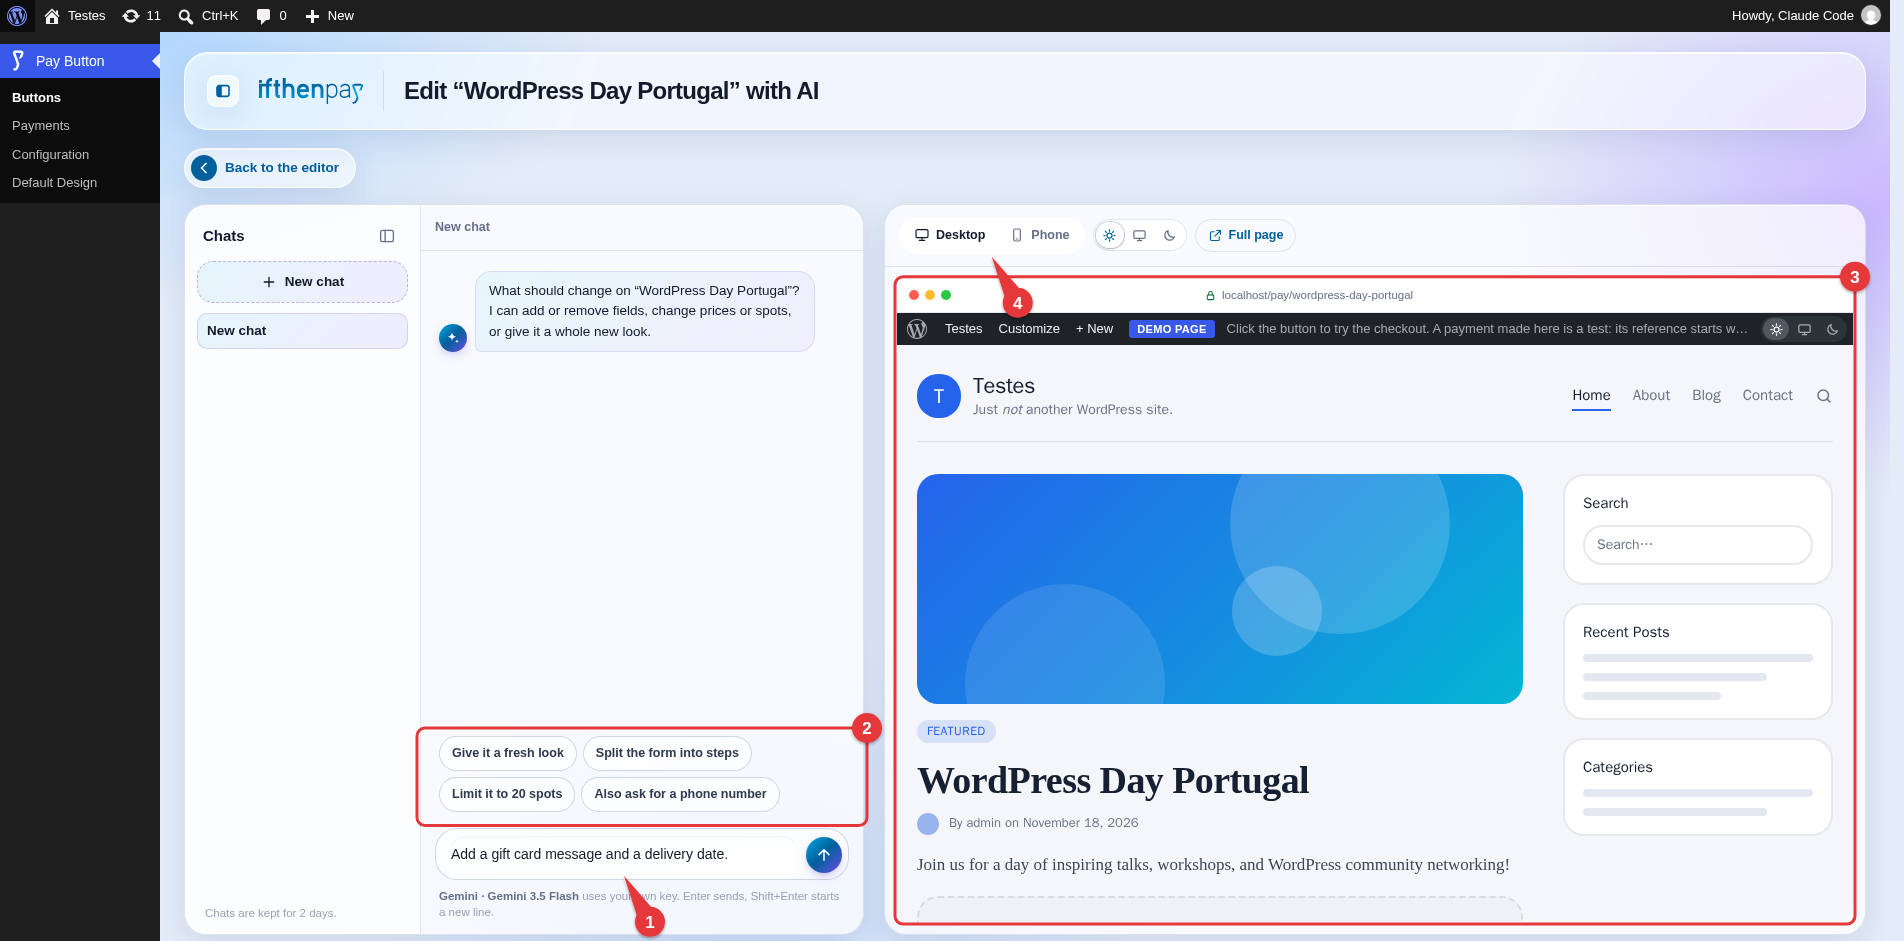 Testes 11 Ctrl+K 0 New
Howdy, Claude Code
Pay Button
Buttons
Payments
Configuration
Default Design
ifthenpay
Edit “WordPress Day Portugal” with AI
Back to the editor
Chats
New chat
New chat
Chats are kept for 2 days.
New chat
What should change on “WordPress Day Portugal”?
I can add or remove fields, change prices or spots,
or give it a whole new look.
2
Give it a fresh look
Split the form into steps
Limit it to 20 spots
Also ask for a phone number
Add a gift card message and a delivery date.
Gemini · Gemini 3.5 Flash uses your own key. Enter sends, Shift+Enter starts
a new line.
1
Desktop
Phone
Full page
3
4
localhost/pay/wordpress-day-portugal
Testes Customize + New DEMO PAGE Click the button to try the checkout. A payment made here is a test: its reference starts w…
T
Testes
Just not another WordPress site.
Home About Blog Contact
FEATURED
WordPress Day Portugal
By admin on November 18, 2026
Join us for a day of inspiring talks, workshops, and WordPress community networking!
Search
Search…
Recent Posts
Categories